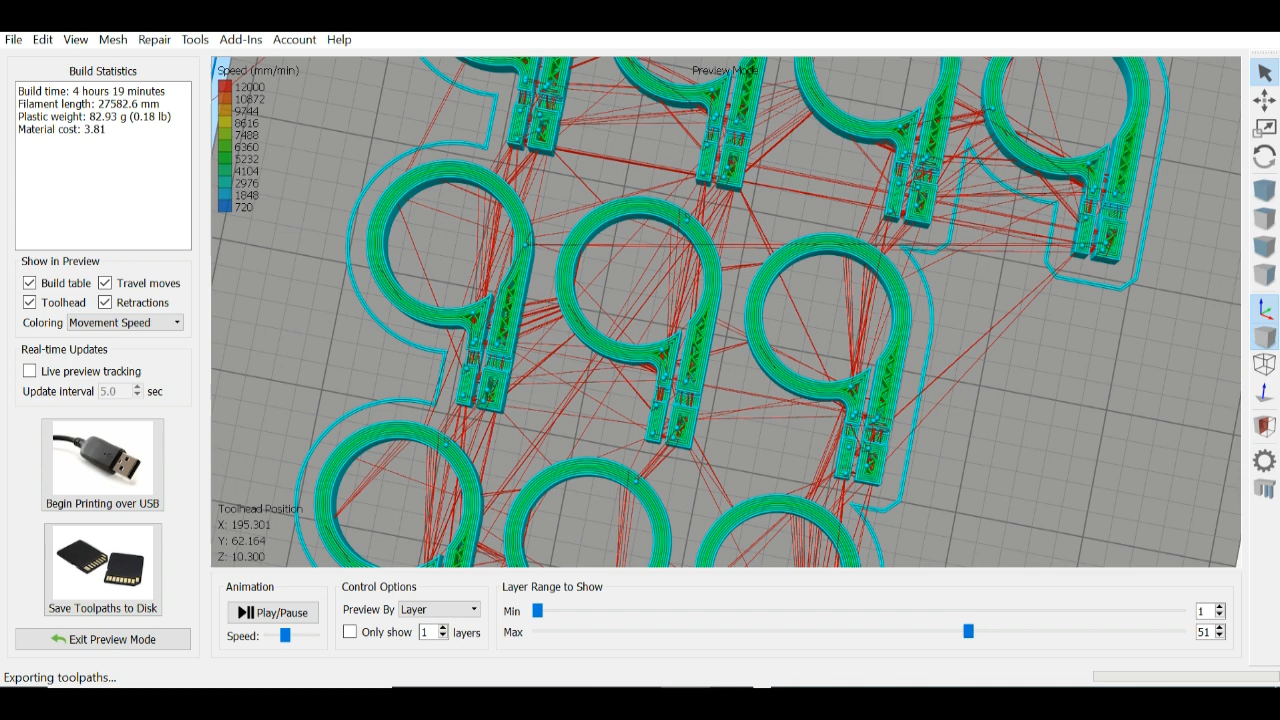 File Edit View Mesh Repair Tools Add-Ins Account Help
Build Statistics
Build time: 4 hours 19 minutes
Filament length: 27582.6 mm
Plastic weight: 82.93 g (0.18 lb)
Material cost: 3.81
Show in Preview
Build table Travel moves
Toolhead Retractions
Coloring Movement Speed
Real-time Updates
Live preview tracking
Update interval 5.0 sec
Begin Printing over USB
Save Toolpaths to Disk
Exit Preview Mode
Speed (mm/min)
12000
10872
9744
8616
7488
6360
5232
4104
2976
1848
720
Preview Mode
Toolhead Position
X: 195.301
Y: 62.164
Z: 10.300
Animation
Play/Pause
Speed:
Control Options
Preview By Layer
Only show 1 layers
Layer Range to Show
Min 1
Max 51
Exporting toolpaths...